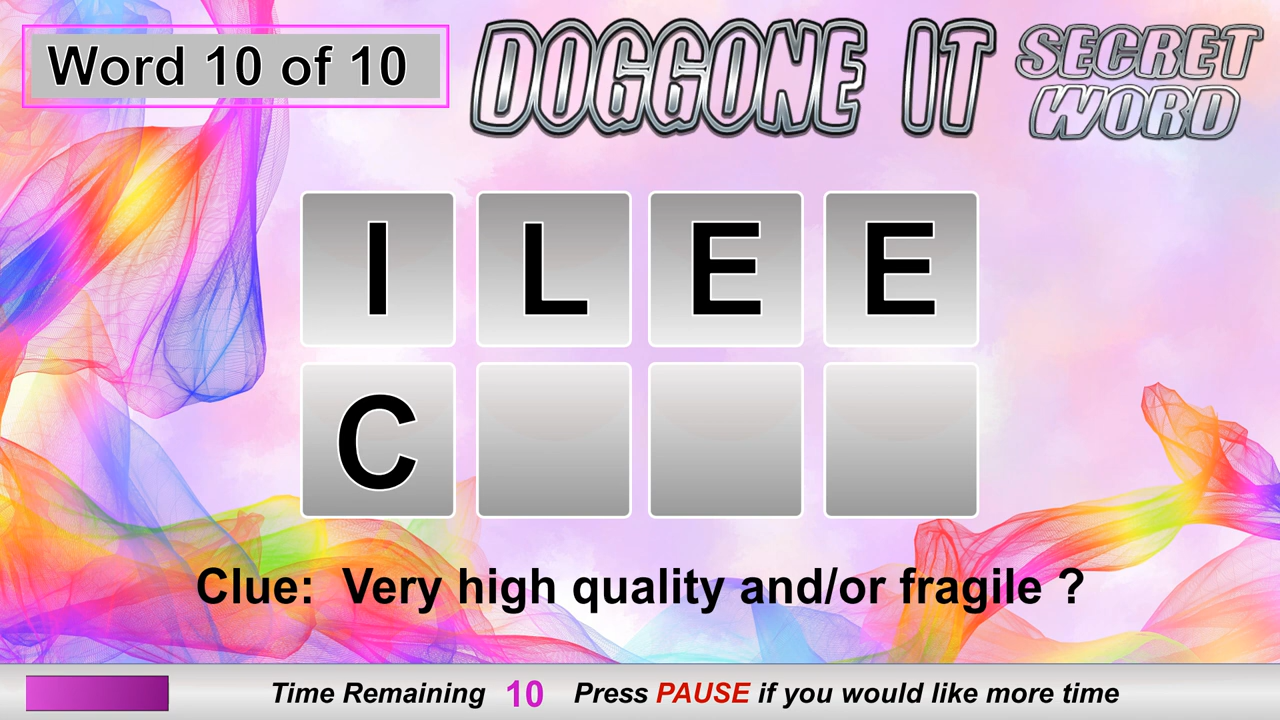 Word 10 of 10
DOGGONE IT
SECRET
WORD
I L E E
C
Clue: Very high quality and/or fragile ?
Time Remaining 10 Press PAUSE if you would like more time